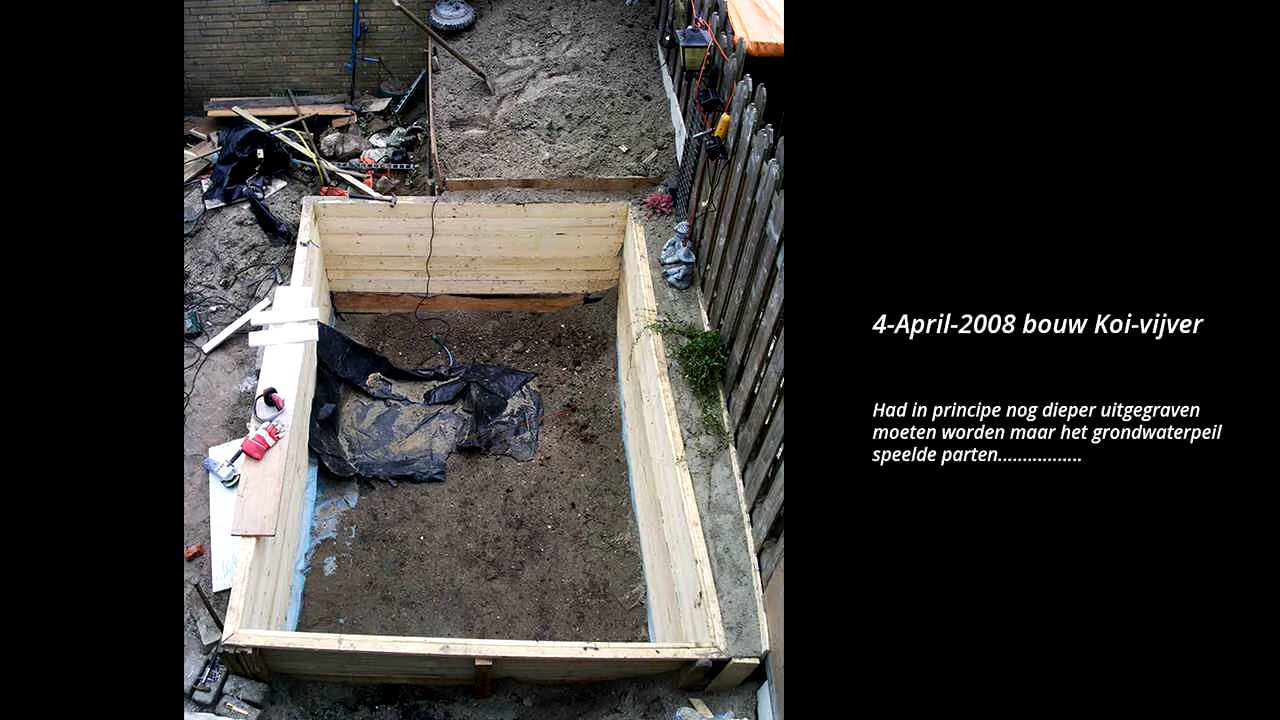 4-April-2008 bouw Koi-vijver
Had in principe nog dieper uitgegraven
moeten worden maar het grondwaterpeil
speelde parten.................